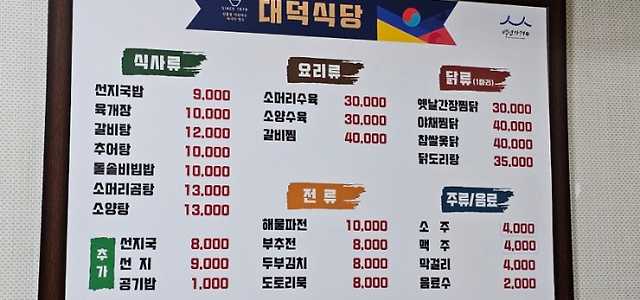 SINCE 1979
대덕식당
식사류
선지국밥 9,000
육개장 10,000
갈비탕 12,000
추어탕 10,000
돌솥비빔밥 10,000
소머리곰탕 13,000
소양탕 13,000
추가
선지국 8,000
선 지 9,000
공기밥 1,000
요리류
소머리수육 30,000
소양수육 30,000
갈비찜 40,000
전 류
해물파전 10,000
부추전 8,000
두부김치 8,000
도토리묵 8,000
닭류(1마리)
옛날간장찜닭 30,000
야채찜닭 40,000
찹쌀옻닭 40,000
닭도리탕 35,000
주류/음료
소 주 4,000
맥 주 4,000
막걸리 4,000
음료수 2,000